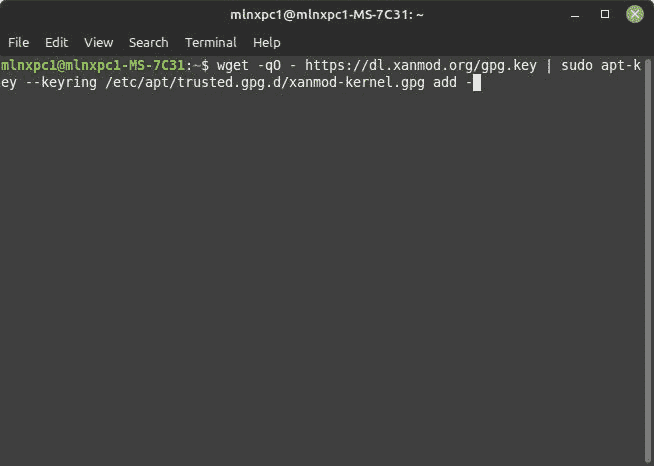 mlnxpc1@mlnxpc1-MS-7C31: ~
File Edit View Search Terminal Help
mlnxpc1@mlnxpc1-MS-7C31:~$ wget -qO - https://dl.xanmod.org/gpg.key | sudo apt-k
ey --keyring /etc/apt/trusted.gpg.d/xanmod-kernel.gpg add -